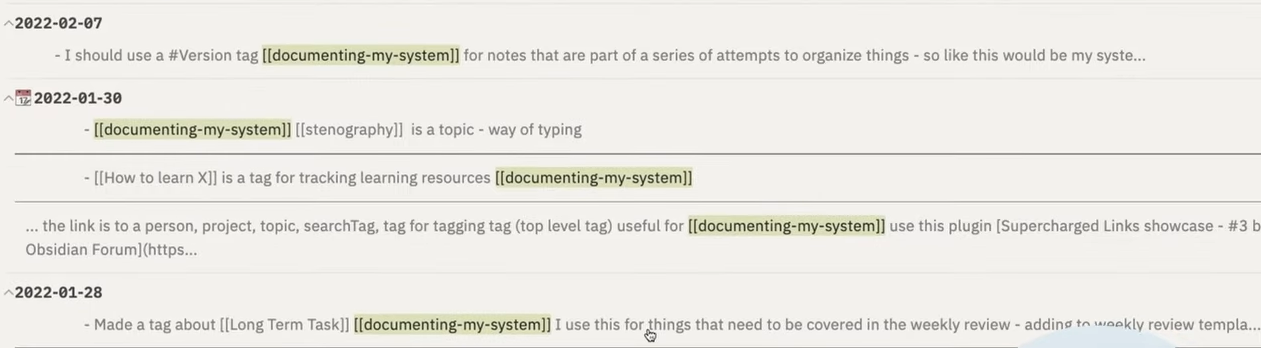 2022-02-07
- I should use a #Version tag [[documenting-my-system]] for notes that are part of a series of attempts to organize things - so like this would be my syste...
2022-01-30
- [[documenting-my-system]] [[stenography]] is a topic - way of typing
- [[How to learn X]] is a tag for tracking learning resources [[documenting-my-system]]
... the link is to a person, project, topic, searchTag, tag for tagging tag (top level tag) useful for [[documenting-my-system]] use this plugin [Supercharged Links showcase - #3 b
Obsidian Forum](https...
2022-01-28
- Made a tag about [[Long Term Task]] [[documenting-my-system]] I use this for things that need to be covered in the weekly review - adding to weekly review templa...